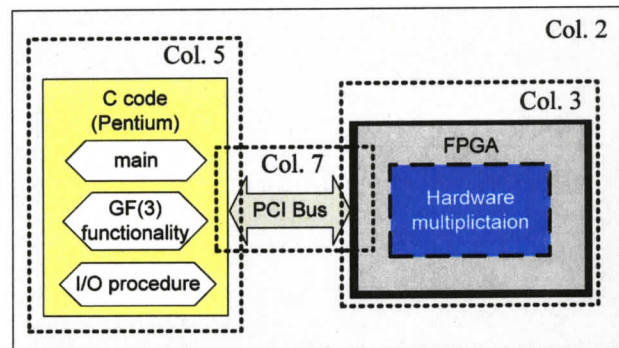 Col. 2
Col. 5
C code
(Pentium)
main
GF(3)
functionality
I/O procedure
Col. 7
PCI Bus
Col. 3
FPGA
Hardware
multiplictaion